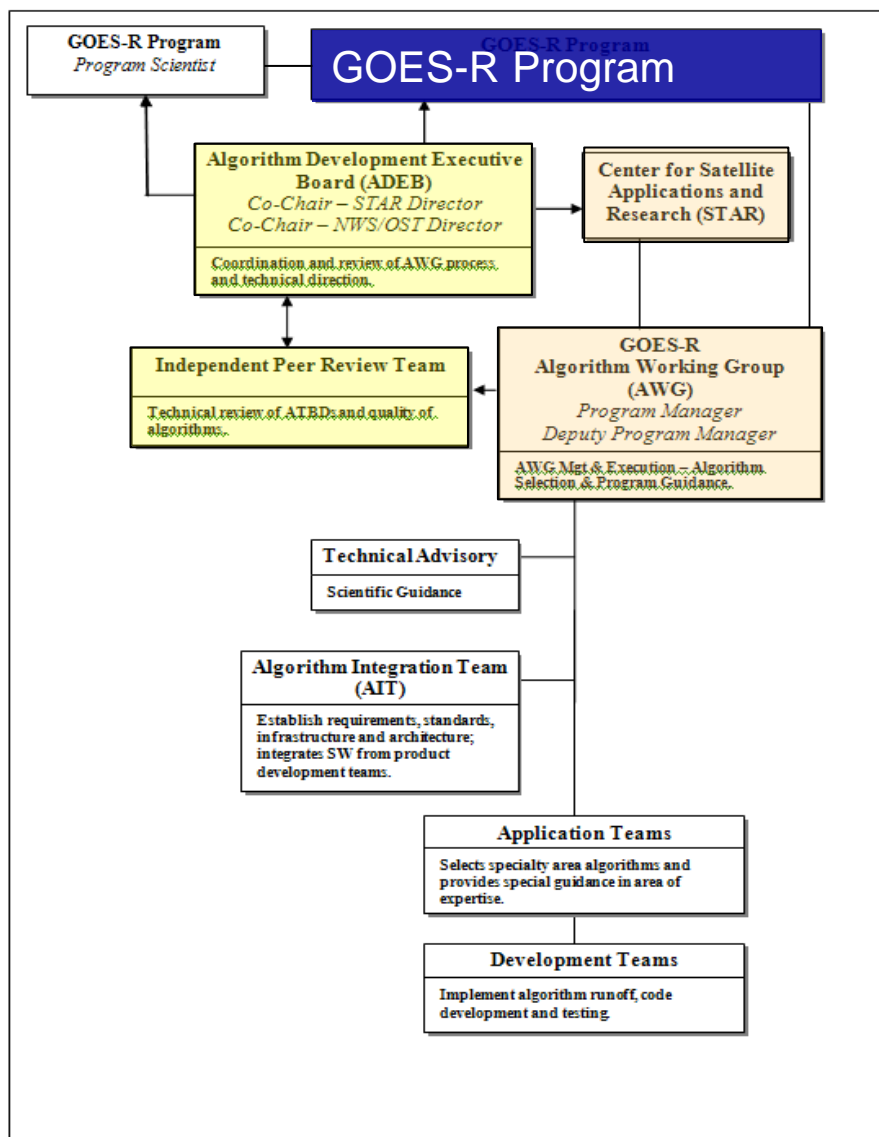 GOES-R Program
Program Scientist
GOES-R Program
GOES-R Program
Algorithm Development Executive
Board (ADEB)
Co-Chair – STAR Director
Co-Chair – NWS/OST Director
Coordination and review of AWG process
and technical direction.
Center for Satellite
Applications and
Research (STAR)
Independent Peer Review Team
Technical review of ATBDs and quality of
algorithms.
GOES-R
Algorithm Working Group
(AWG)
Program Manager
Deputy Program Manager
AWG Mgt & Execution – Algorithm
Selection & Program Guidance.
Technical Advisory
Scientific Guidance
Algorithm Integration Team
(AIT)
Establish requirements, standards,
infrastructure and architecture;
integrates SW from product
development teams.
Application Teams
Selects specialty area algorithms and
provides special guidance in area of
expertise.
Development Teams
Implement algorithm runoff, code
development and testing.